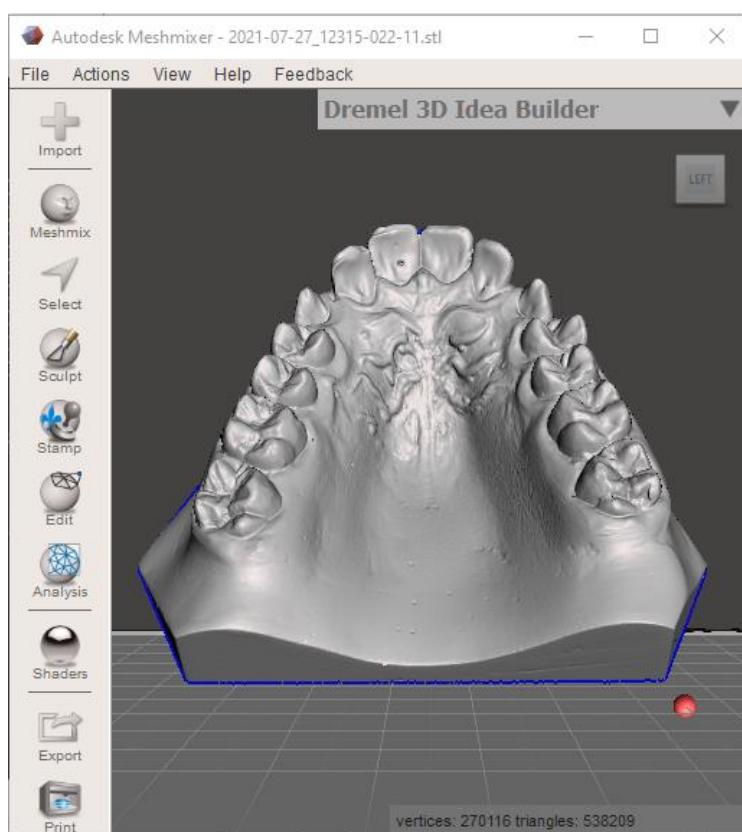 Autodesk Meshmixer - 2021-07-27_12315-022-11.stl
File Actions View Help Feedback
Dremel 3D Idea Builder
LEFT
Import
Meshmix
Select
Sculpt
Stamp
Edit
Analysis
Shaders
Export
Print
vertices: 270116 triangles: 538209